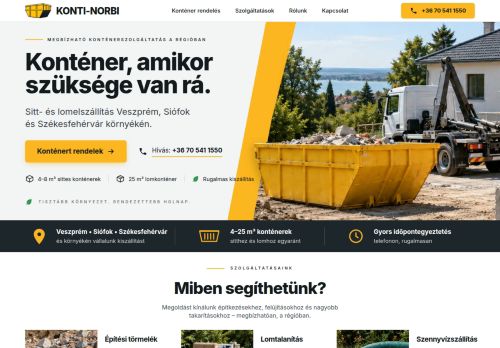 KONTI-NORBI
Konténer rendelés
Szolgáltatások
Rólunk
Kapcsolat
+36 70 541 1550
MEGBÍZHATÓ KONTÉNERSZOLGÁLTATÁS A RÉGIÓBAN
Konténer, amikor
szüksége van rá.
Sitt- és lomelszállítás Veszprém, Siófok
és Székesfehérvár környékén.
Konténert rendelek →
Hívás: +36 70 541 1550
4–8 m³ sittes konténerek
25 m³ lomkonténer
Rugalmas kiszállítás
TISZTÁBB KÖRNYEZET. RENDEZETTEBB HOLNAP.
Veszprém • Siófok • Székesfehérvár
és környékén vállalunk kiszállítást
4–25 m³ konténerek
sitthez és lomhoz egyaránt
Gyors időpontegyeztetés
telefonon, rugalmasan
SZOLGÁLTATÁSAINK
Miben segíthetünk?
Megoldást kínálunk építkezésekhez, felújításokhoz és nagyobb
takarításokhoz – megbízhatóan, a régióban.
Építési törmelék
Lomtalanítás
Szennyvízszállítás